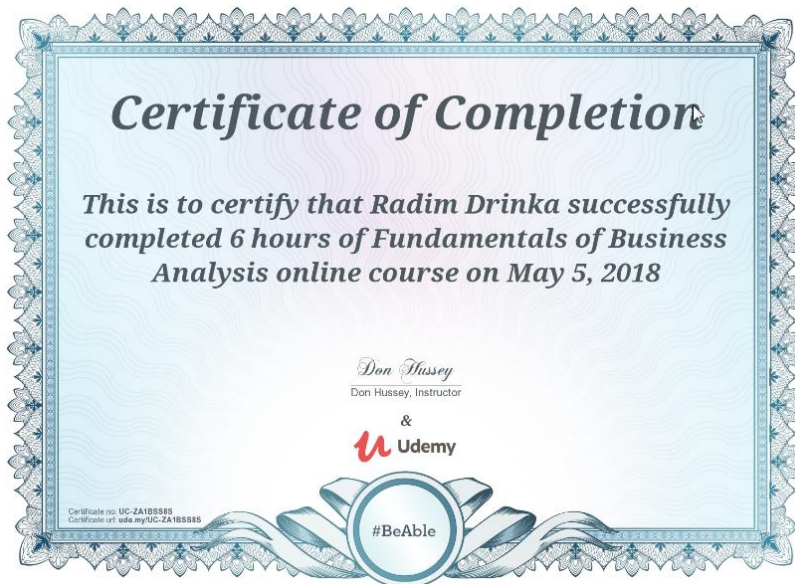 Certificate of Completion
This is to certify that Radim Drinka successfully
completed 6 hours of Fundamentals of Business
Analysis online course on May 5, 2018
Don Hussey
Don Hussey, Instructor
&
Udemy
#BeAble
Certificate no: UC-ZA1BSS8S
Certificate url: ude.my/UC-ZA1BSS8S